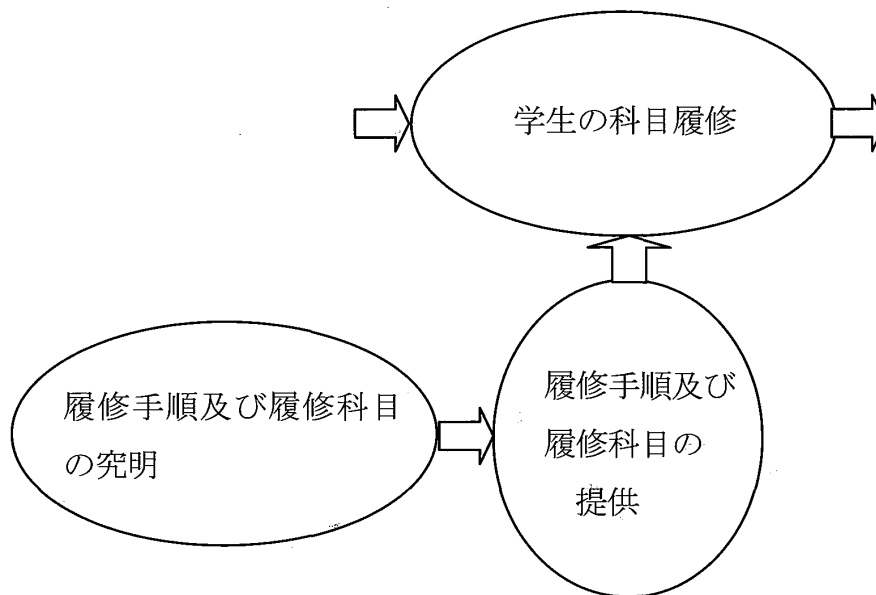 学生の科目履修
履修手順及び履修科目
の究明
履修手順及び
履修科目の
提供